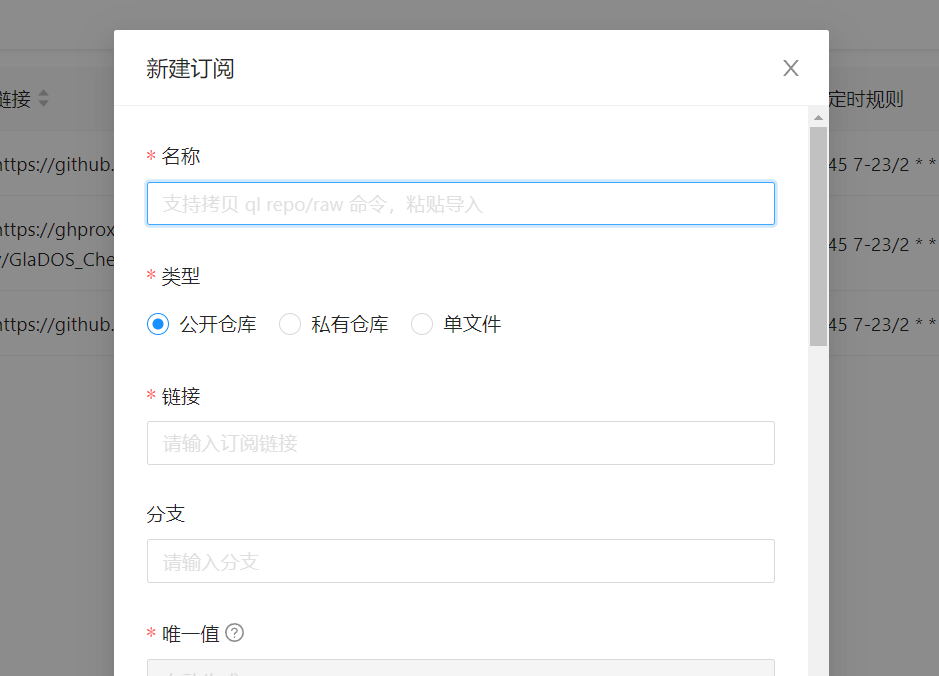 新建订阅
链接
定时规则
* 名称
支持拷贝 ql repo/raw 命令，粘贴导入
https://github.
45 7-23/2 * *
https://ghprox
/GlaDOS_Che
45 7-23/2 * *
* 类型
公开仓库 私有仓库 单文件
https://github.
45 7-23/2 * *
* 链接
请输入订阅链接
分支
请输入分支
* 唯一值